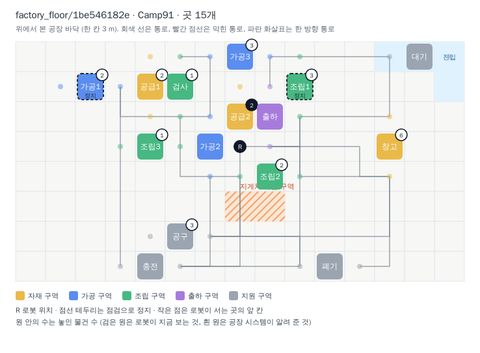 factory_floor/1be546182e · Camp91 · 곳 15개
위에서 본 공장 바닥 (한 칸 3 m). 회색 선은 통로, 빨간 점선은 막힌 통로, 파란 화살표는 한 방향 통로
가공3 3
대기
진입
가공1 2
정지
공급1 2
검사 1
조립1 3
정지
공급2 2
출하
조립3 1
가공2
R
창고 6
조립2 2
구역
공구 3
충전
폐기
자재 구역 가공 구역 조립 구역 출하 구역 지원 구역
R 로봇 위치 · 점선 테두리는 점검으로 정지 · 작은 점은 로봇이 서는 곳의 앞 칸
원 안의 수는 놓인 물건 수 (검은 원은 로봇이 지금 보는 것, 흰 원은 공장 시스템이 알려 준 것)